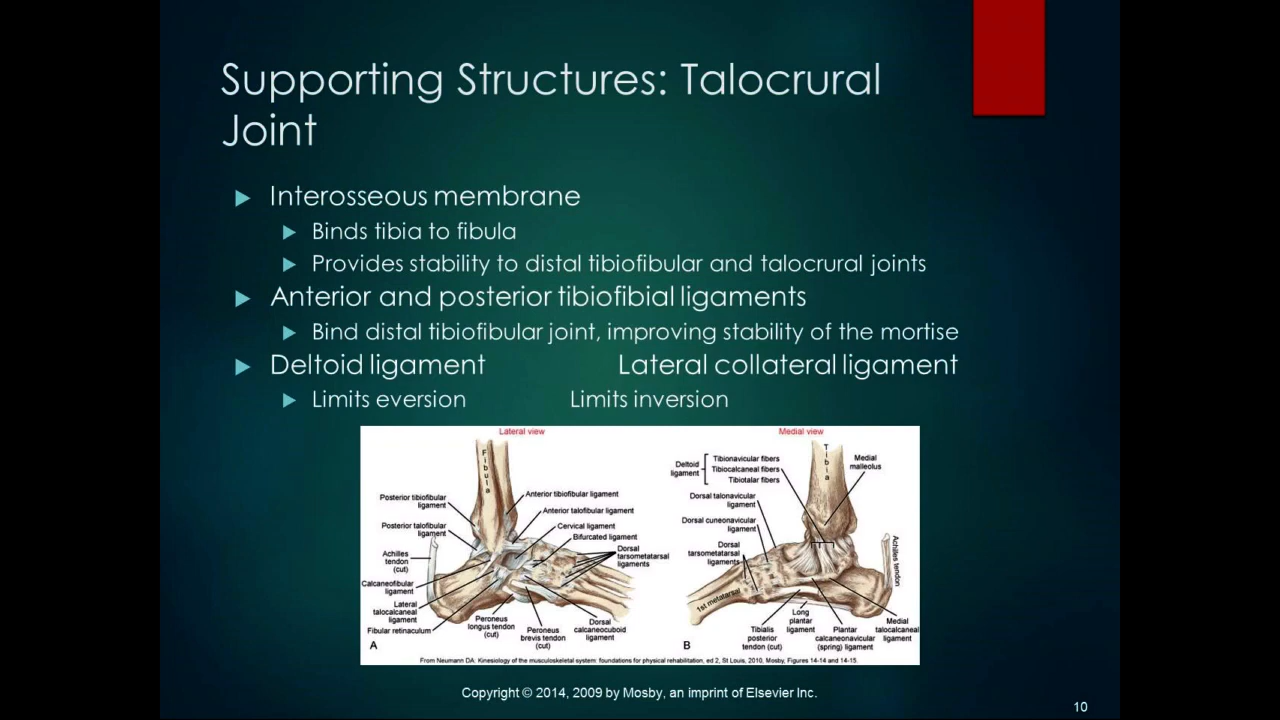 Supporting Structures: Talocrural
Joint
Interosseous membrane
Binds tibia to fibula
Provides stability to distal tibiofibular and talocrural joints
Anterior and posterior tibiofibial ligaments
Bind distal tibiofibular joint, improving stability of the mortise
Deltoid ligament Lateral collateral ligament
Limits eversion Limits inversion
Lateral view
Fibula
Posterior tibiofibular
ligament
Posterior talofibular
ligament
Achilles
tendon
(cut)
Calcaneofibular
ligament
Lateral
talocalcaneal
ligament
Fibular retinaculum
Anterior tibiofibular ligament
Anterior talofibular ligament
Cervical ligament
Bifurcated ligament
Dorsal
tarsometatarsal
ligaments
Peroneus
longus tendon
(cut)
Peroneus
brevis tendon
(cut)
Dorsal
calcaneocuboid
ligament
A
Medial view
Deltoid
ligament
Tibionavicular fibers
Tibiocalcaneal fibers
Tibiotalar fibers
Tibia
Medial
malleolus
Dorsal talonavicular
ligament
Dorsal cuneonavicular
ligament
Dorsal
tarsometatarsal
ligaments
Achilles tendon
1st metatarsal
Tibialis
posterior
tendon (cut)
Long
plantar
ligament
Plantar
calcaneonavicular
(spring) ligament
Medial
talocalcaneal
ligament
B
From Neumann DA: Kinesiology of the musculoskeletal system: foundations for physical rehabilitation, ed 2, St Louis, 2010, Mosby, Figures 14-14 and 14-15.
Copyright © 2014, 2009 by Mosby, an imprint of Elsevier Inc.
10